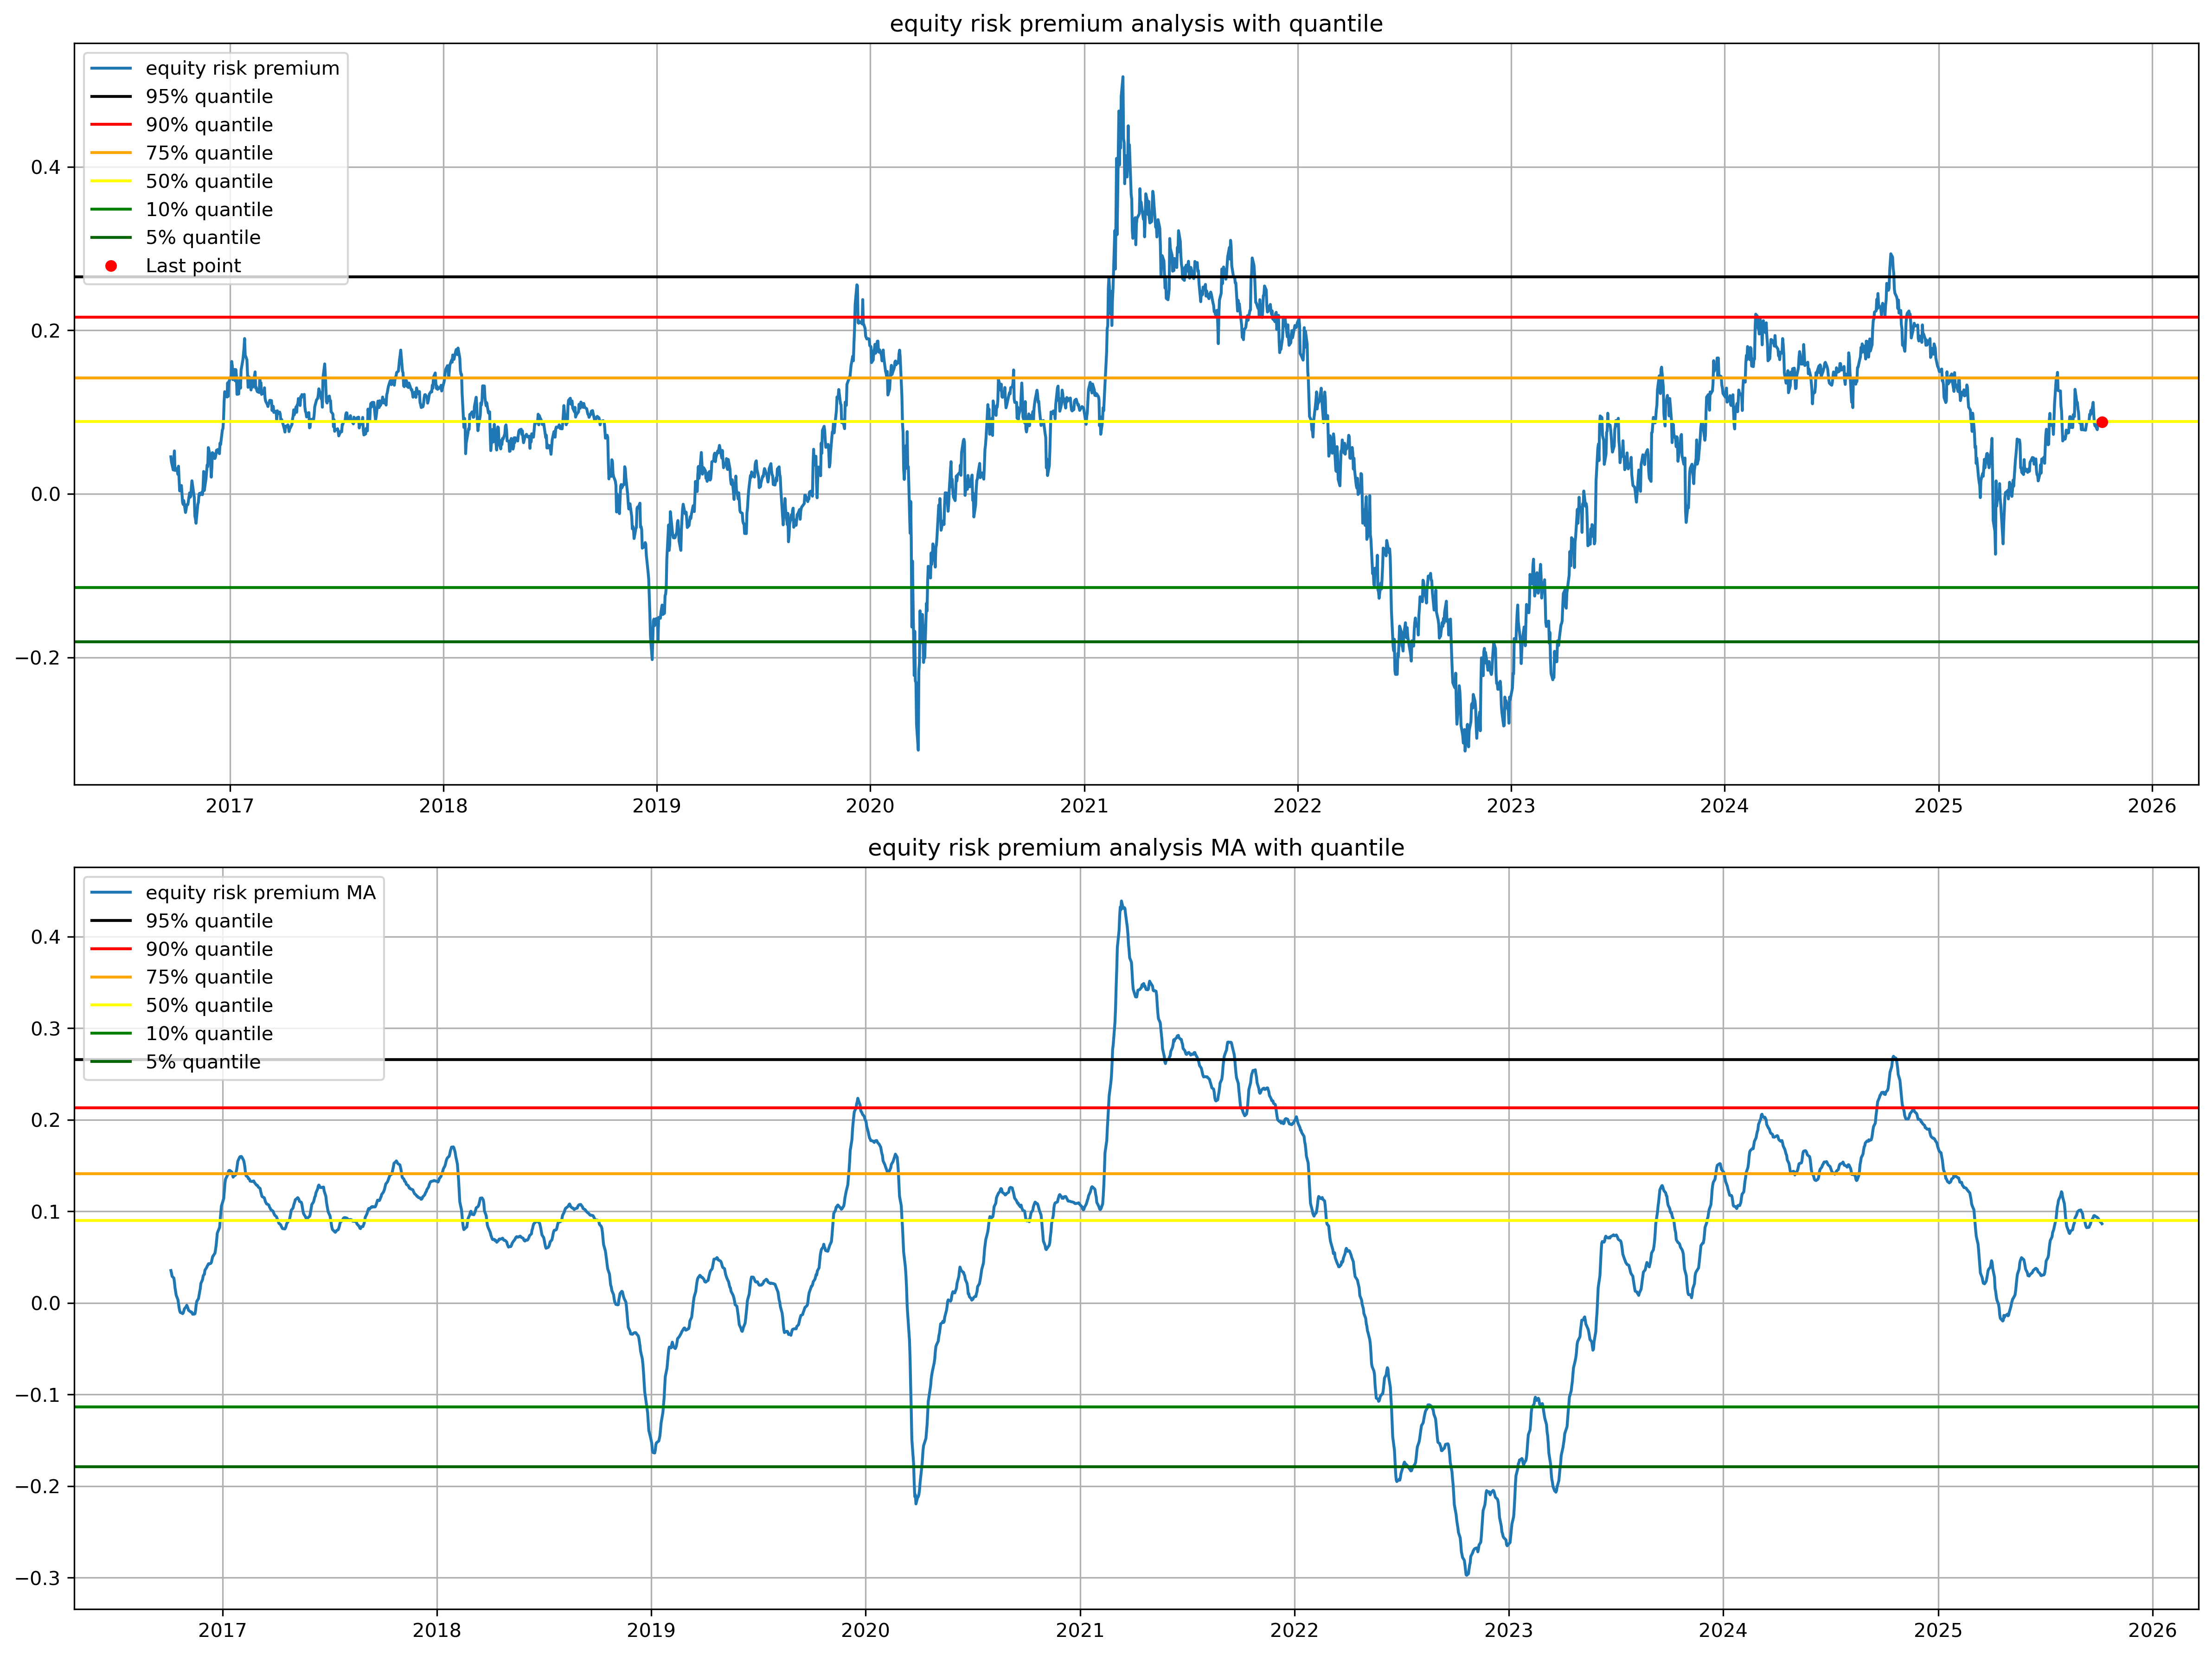 equity risk premium analysis with quantile
equity risk premium
95% quantile
90% quantile
75% quantile
50% quantile
10% quantile
5% quantile
Last point
0.4
0.2
0.0
−0.2
2017 2018 2019 2020 2021 2022 2023 2024 2025 2026
equity risk premium analysis MA with quantile
equity risk premium MA
95% quantile
90% quantile
75% quantile
50% quantile
10% quantile
5% quantile
0.4
0.3
0.2
0.1
0.0
−0.1
−0.2
−0.3
2017 2018 2019 2020 2021 2022 2023 2024 2025 2026